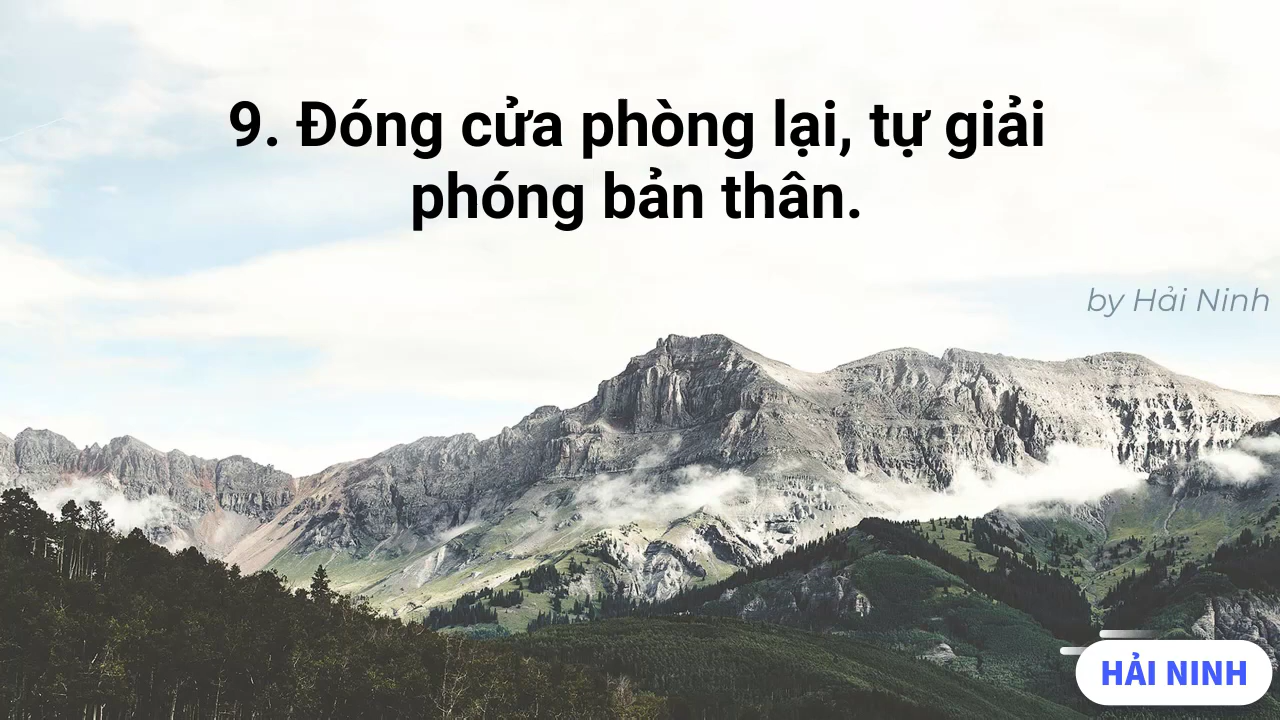 9. Đóng cửa phòng lại, tự giải
phóng bản thân.
by Hải Ninh
HẢI NINH